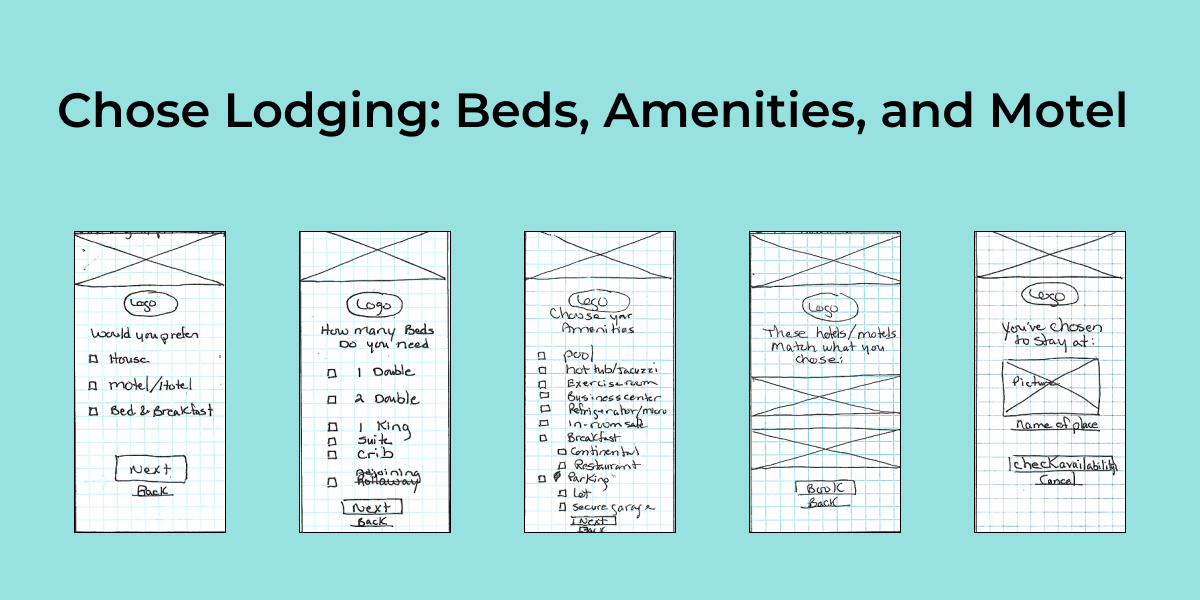 Chose Lodging: Beds, Amenities, and Motel
Logo
Would you prefer
House
motel/Hotel
Bed & Breakfast
Next
Back
Logo
How many Beds
Do you need
1 Double
2 Double
1 King
Suite
crib
adjoining
Rollaway
Next
Back
Logo
Choose your
Amenities
pool
hot tub/Jacuzzi
Exercise room
Business center
Refrigerator/micro
in-room safe
Breakfast
Continental
Restaurant
Parking
Lot
secure garage
Next
Back
Logo
These hotels/motels
Match what you
chose:
Book
Back
Logo
You've chosen
to stay at:
Picture
Name of place
check availability
Cancel